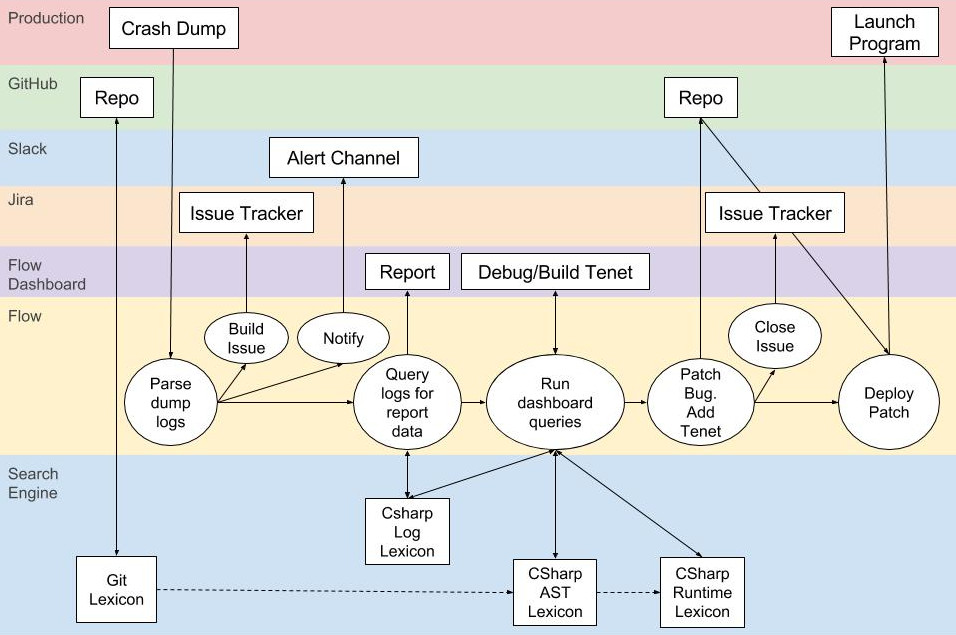 Production
Crash Dump
Launch
Program
GitHub
Repo
Repo
Slack
Alert Channel
Jira
Issue Tracker
Issue Tracker
Flow
Dashboard
Report
Debug/Build Tenet
Flow
Build
Issue
Notify
Close
Issue
Parse
dump
logs
Query
logs for
report
data
Run
dashboard
queries
Patch
Bug.
Add
Tenet
Deploy
Patch
Search
Engine
Csharp
Log
Lexicon
Git
Lexicon
CSharp
AST
Lexicon
CSharp
Runtime
Lexicon